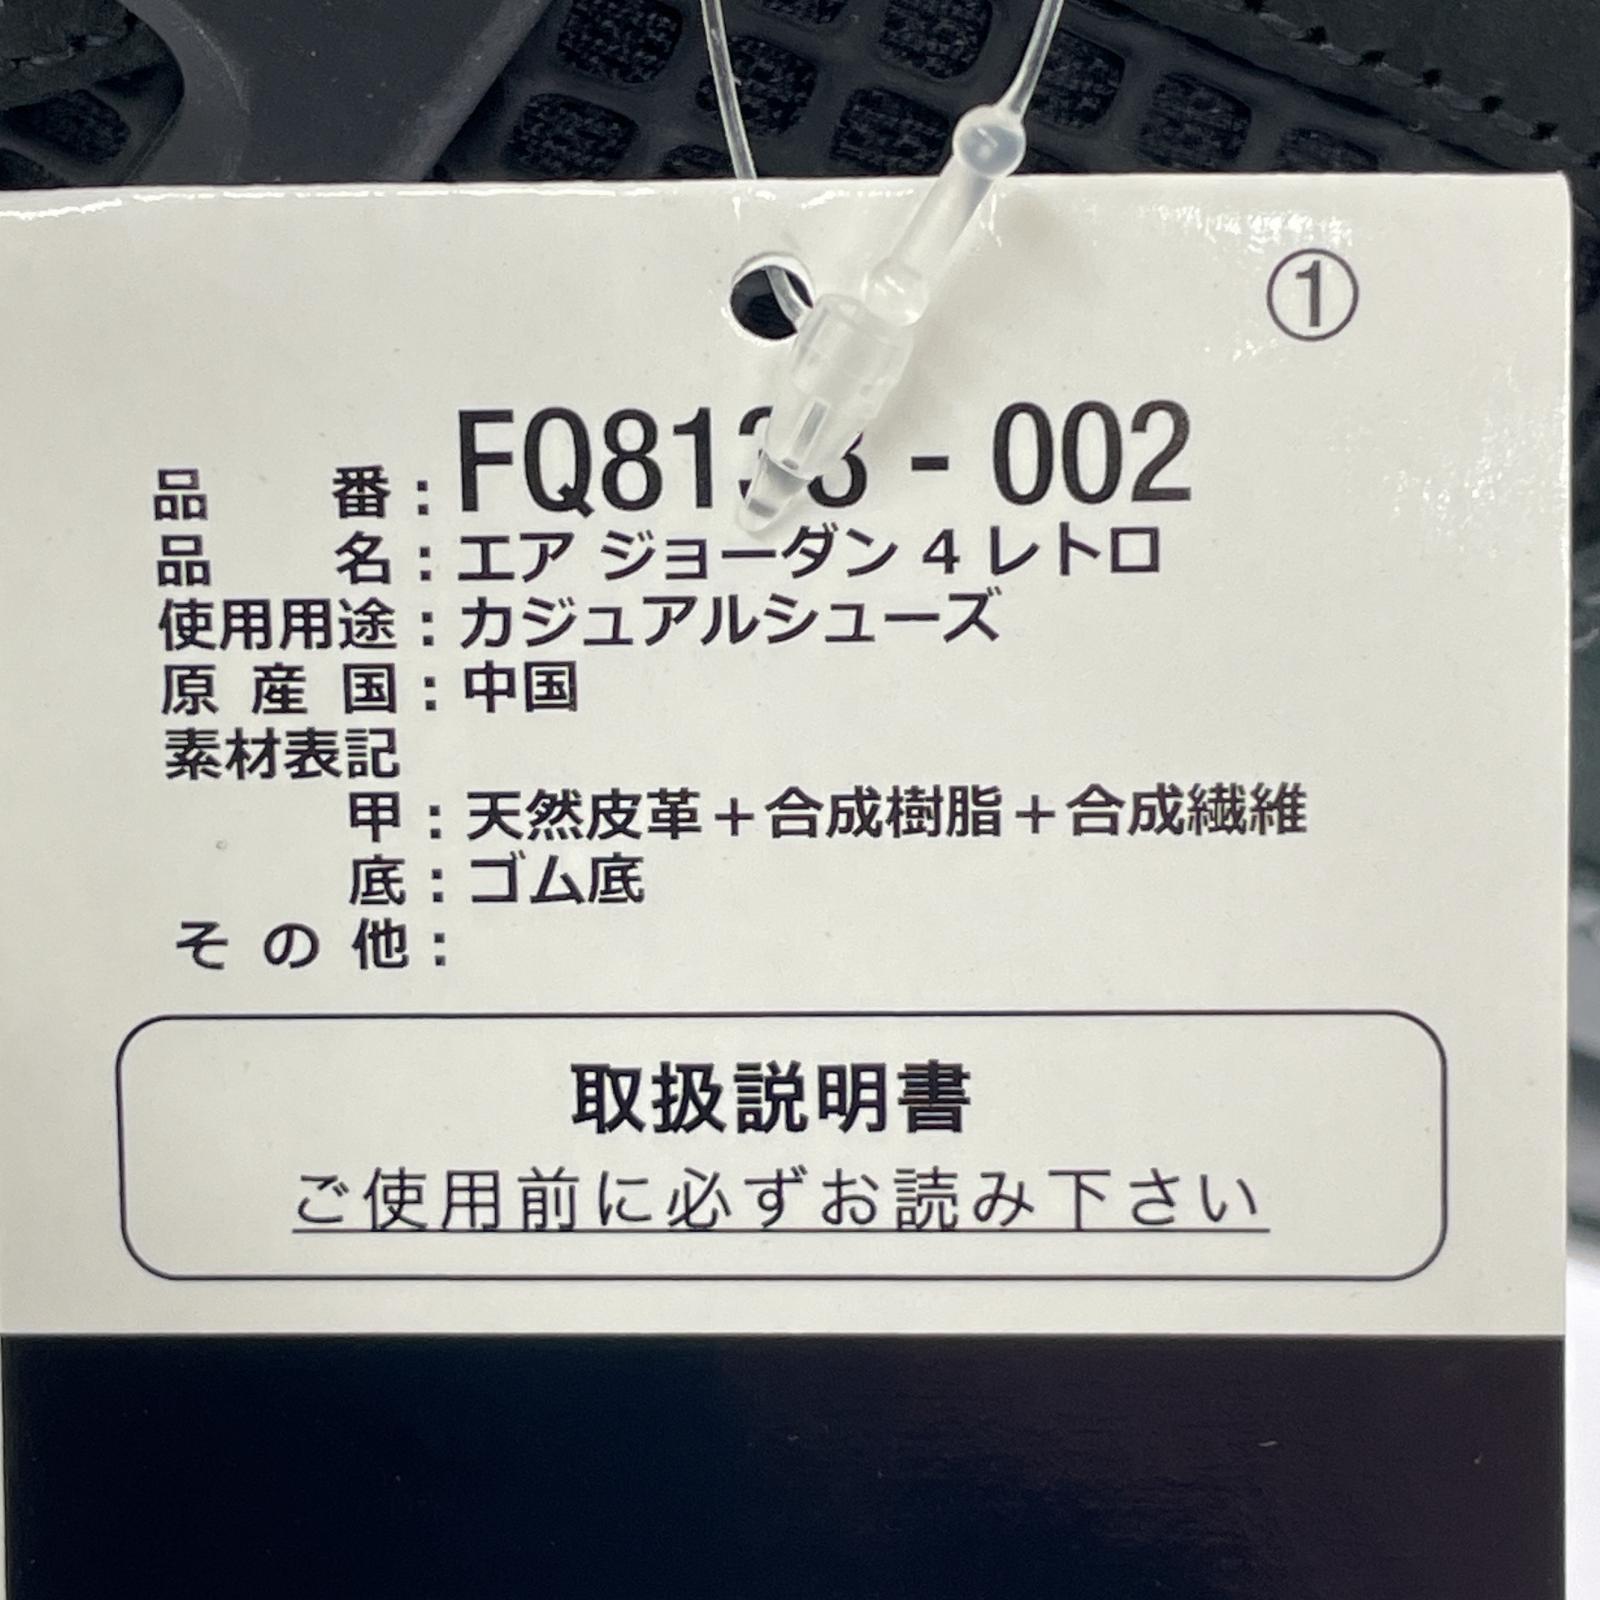 ①
FQ8138-002
品番:
品名:エア ジョーダン 4 レトロ
使用用途:カジュアルシューズ
原産国:中国
素材表記
甲:天然皮革+合成樹脂+合成繊維
底:ゴム底
その他:
取扱説明書
ご使用前に必ずお読み下さい